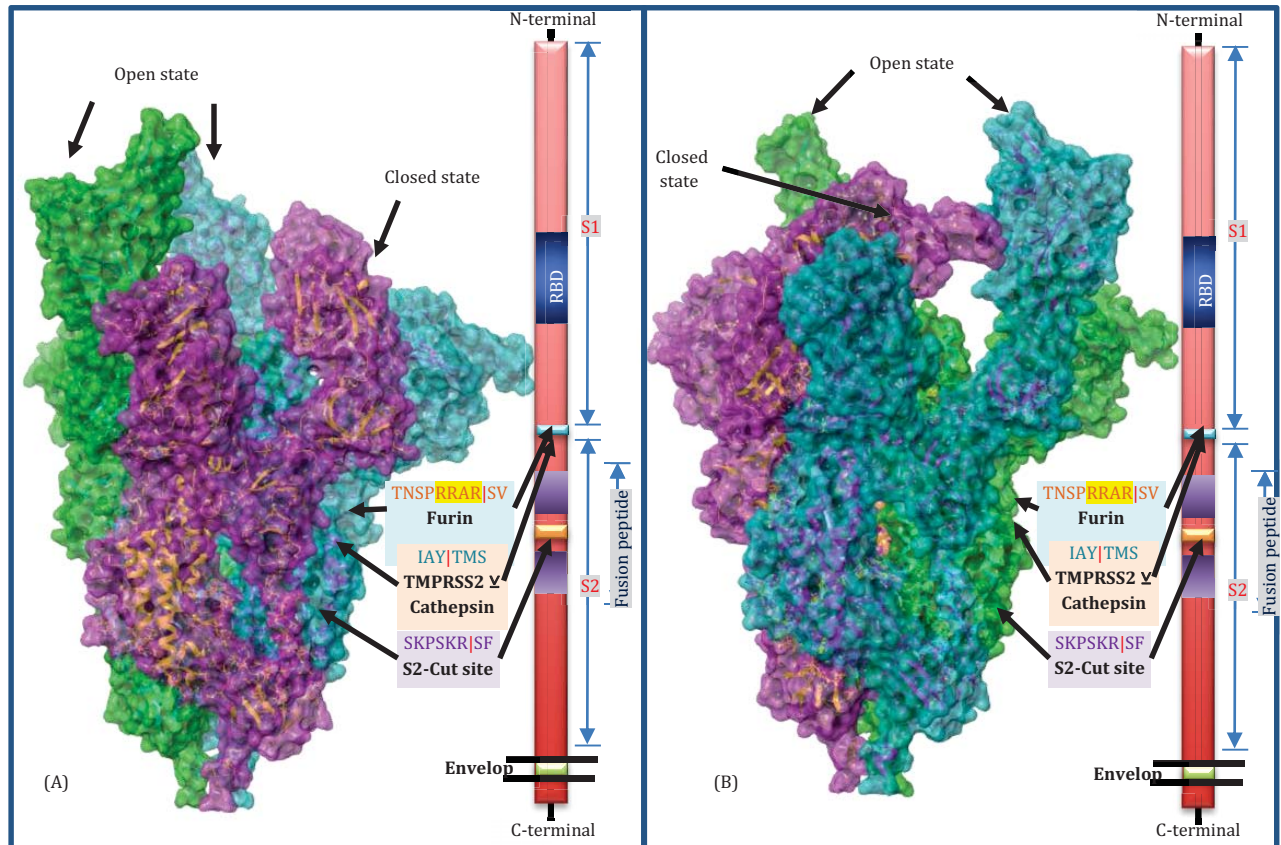 N-terminal
Open state
Closed state
S1
RBD
TNSPRRAR|SV
Furin
IAY|TMS
TMPRSS2 v
Cathepsin
SKPSKR|SF
S2-Cut site
S2
Fusion peptide
Envelop
(A)
C-terminal
N-terminal
Open state
Closed
state
S1
RBD
TNSPRRAR|SV
Furin
IAY|TMS
TMPRSS2 v
Cathepsin
SKPSKR|SF
S2-Cut site
S2
Fusion peptide
Envelop
(B)
C-terminal